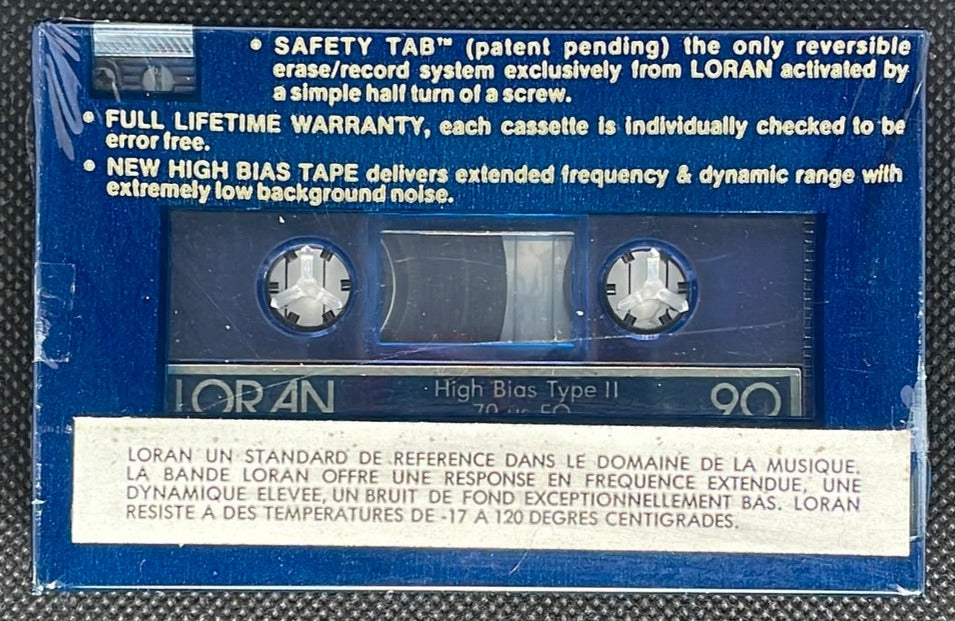 • SAFETY TAB™ (patent pending) the only reversible
erase/record system exclusively from LORAN activated by
a simple half turn of a screw.
• FULL LIFETIME WARRANTY, each cassette is individually checked to be
error free.
• NEW HIGH BIAS TAPE delivers extended frequency & dynamic range with
extremely low background noise.
LORAN High Bias Type II 90
70 µs EQ
LORAN UN STANDARD DE REFERENCE DANS LE DOMAINE DE LA MUSIQUE.
LA BANDE LORAN OFFRE UNE RESPONSE EN FREQUENCE EXTENDUE, UNE
DYNAMIQUE ELEVEE, UN BRUIT DE FOND EXCEPTIONNELLEMENT BAS. LORAN
RESISTE A DES TEMPERATURES DE -17 A 120 DEGRES CENTIGRADES.